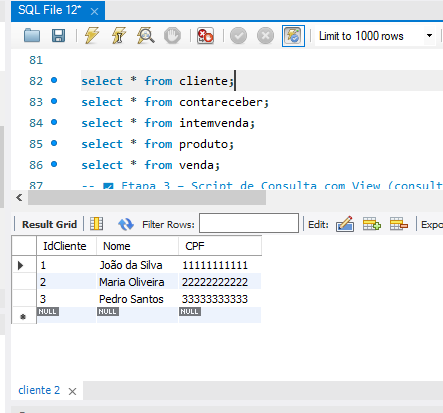 SQL File 12*
Limit to 1000 rows
81
82 select * from cliente;
83 select * from contareceber;
84 select * from intemvenda;
85 select * from produto;
86 select * from venda;
87 -- ☑ Etapa 3 – Script de Consulta com View (consult
Result Grid Filter Rows: Edit: Expo
IdCliente Nome CPF
1 João da Silva 11111111111
2 Maria Oliveira 22222222222
3 Pedro Santos 33333333333
NULL NULL NULL
cliente 2